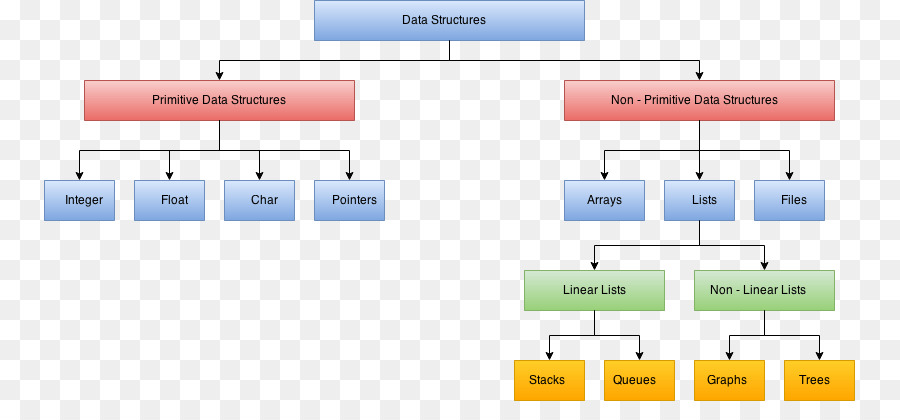 Data Structures
Primitive Data Structures
Non - Primitive Data Structures
Integer
Float
Char
Pointers
Arrays
Lists
Files
Linear Lists
Non - Linear Lists
Stacks
Queues
Graphs
Trees